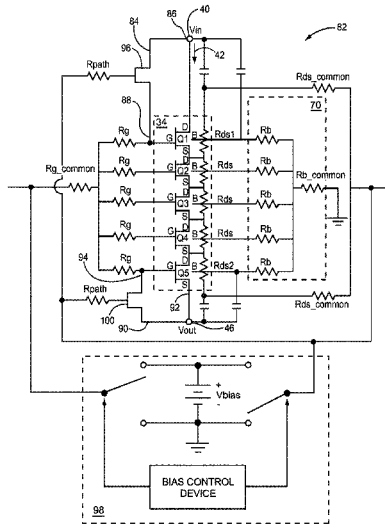 84
86
40
82
96
Vin
42
Rpath
Rds_common
88
34
70
D
Rg
G
Q1
B
Rds1
Rb
S
D
Rg
G
Q2
B
Rds
Rb
S
Rg_common
Rb_common
D
Rg
G
Q3
B
Rds
Rb
S
D
Rg
G
Q4
B
Rds
Rb
S
94
D
Rg
G
Q5
B
Rds2
Rb
S
Rpath
92
Rds_common
100
90
Vout
46
+
Vbias
-
BIAS CONTROL
DEVICE
98